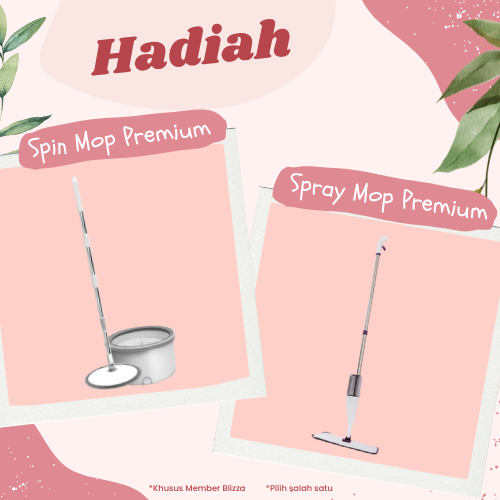 Hadiah
Spin Mop Premium
Spray Mop Premium
*Khusus Member Blizza
*Pilih salah satu